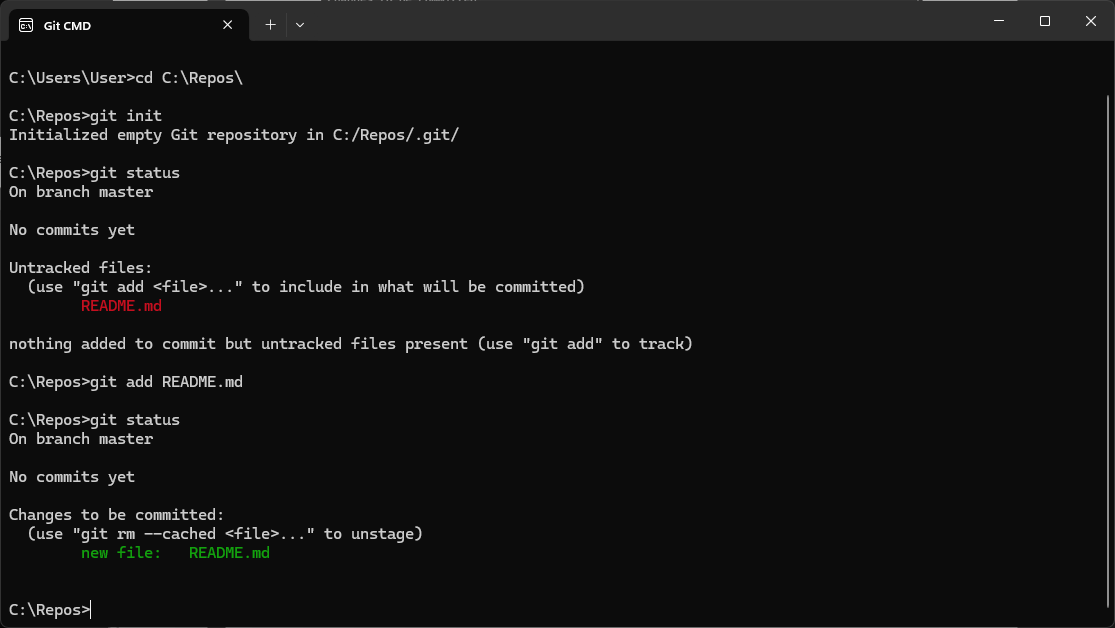 Git CMD
C:\Users\User>cd C:\Repos\
C:\Repos>git init
Initialized empty Git repository in C:/Repos/.git/
C:\Repos>git status
On branch master
No commits yet
Untracked files:
  (use "git add <file>..." to include in what will be committed)
        README.md
nothing added to commit but untracked files present (use "git add" to track)
C:\Repos>git add README.md
C:\Repos>git status
On branch master
No commits yet
Changes to be committed:
  (use "git rm --cached <file>..." to unstage)
        new file:   README.md
C:\Repos>